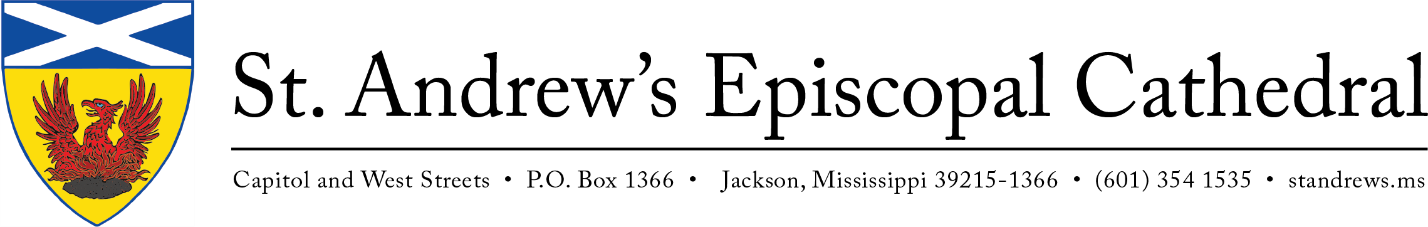 St. Andrew’s Episcopal Cathedral
Capitol and West Streets • P.O. Box 1366 • Jackson, Mississippi 39215-1366 • (601) 354 1535 • standrews.ms